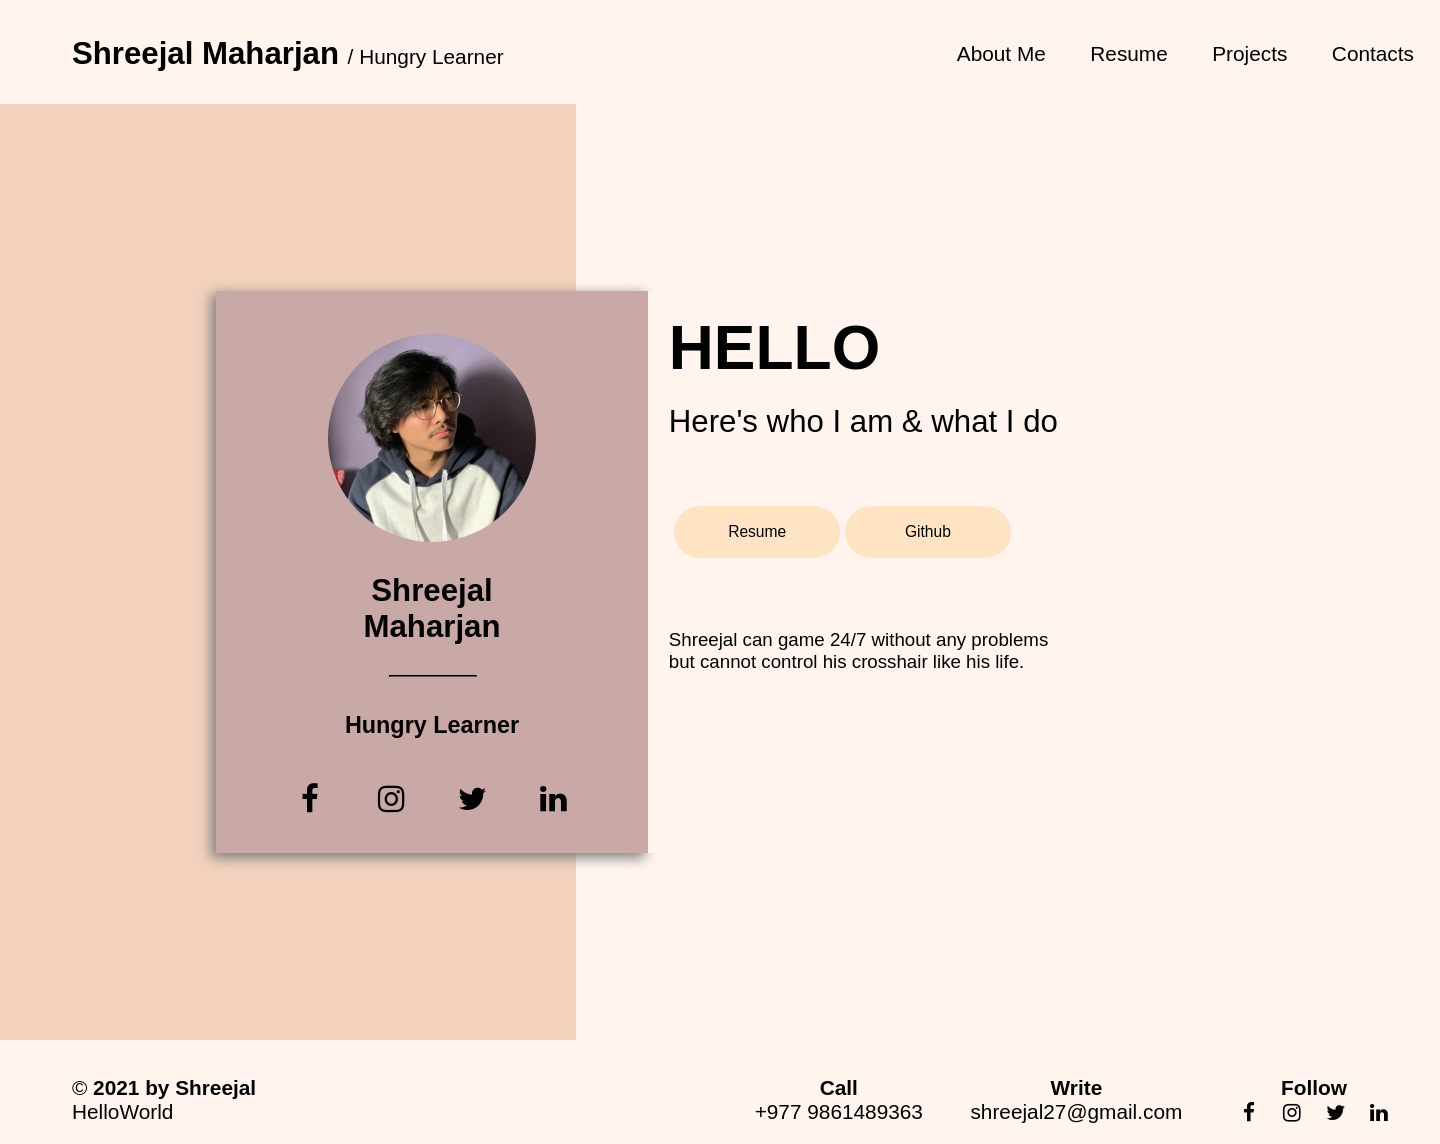 Shreejal Maharjan / Hungry Learner
About Me Resume Projects Contacts
Shreejal
Maharjan
Hungry Learner
HELLO
Here's who I am & what I do
Resume Github
Shreejal can game 24/7 without any problems
but cannot control his crosshair like his life.
© 2021 by Shreejal
HelloWorld
Call
+977 9861489363
Write
shreejal27@gmail.com
Follow